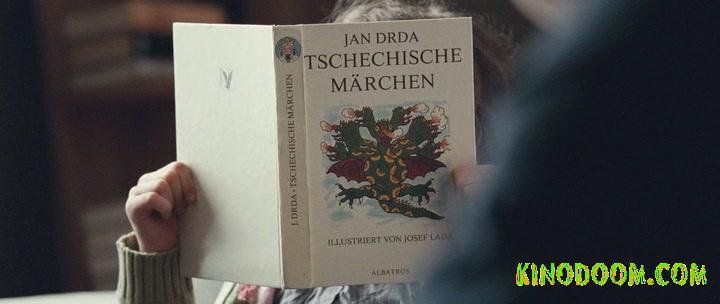 JAN DRDA
TSCHECHISCHE
MÄRCHEN
ILLUSTRIERT VON JOSEF LADA
ALBATROS
J. DRDA • TSCHECHISCHE MÄRCHEN
KINODOOM.COM